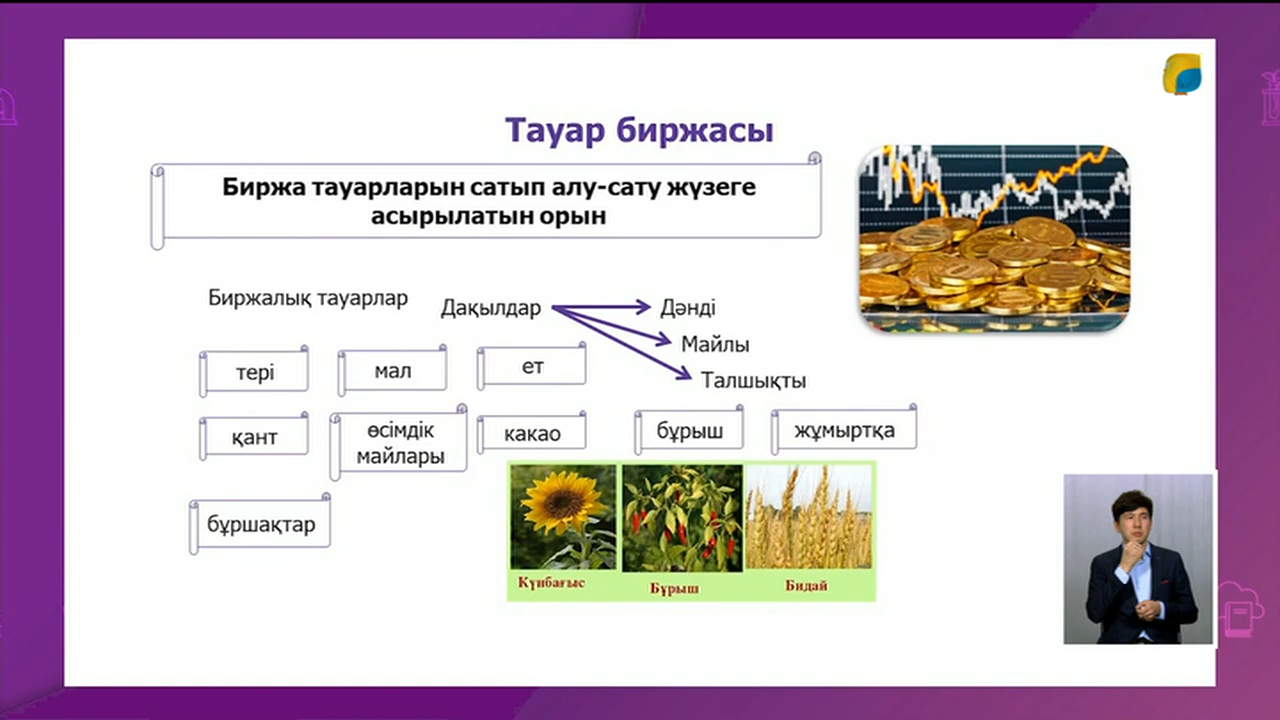 Тауар биржасы
Биржа тауарларын сатып алу-сату жүзеге
асырылатын орын
Биржалық тауарлар
Дақылдар
Дәнді
Майлы
Талшықты
тері
мал
ет
қант
өсімдік
майлары
какао
бұрыш
жұмыртқа
бұршақтар
Күнбағыс
Бұрыш
Бидай